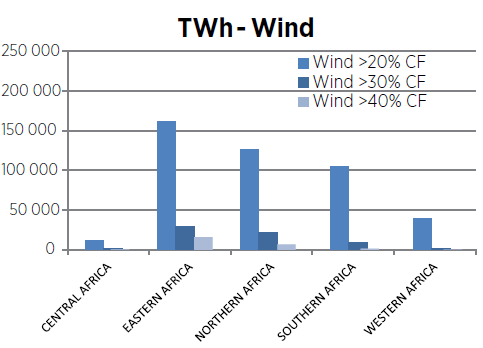 TWh - Wind
250 000
200 000
150 000
100 000
50 000
0
Wind >20% CF
Wind >30% CF
Wind >40% CF
CENTRAL AFRICA
EASTERN AFRICA
NORTHERN AFRICA
SOUTHERN AFRICA
WESTERN AFRICA